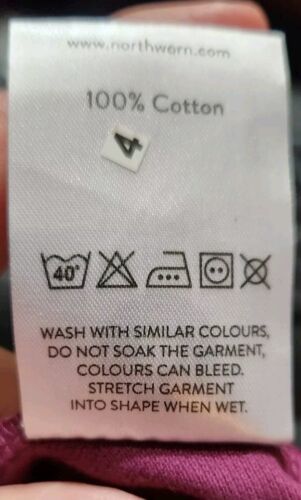 www.northworn.com
100% Cotton
4
40°
WASH WITH SIMILAR COLOURS,
DO NOT SOAK THE GARMENT,
COLOURS CAN BLEED.
STRETCH GARMENT
INTO SHAPE WHEN WET.